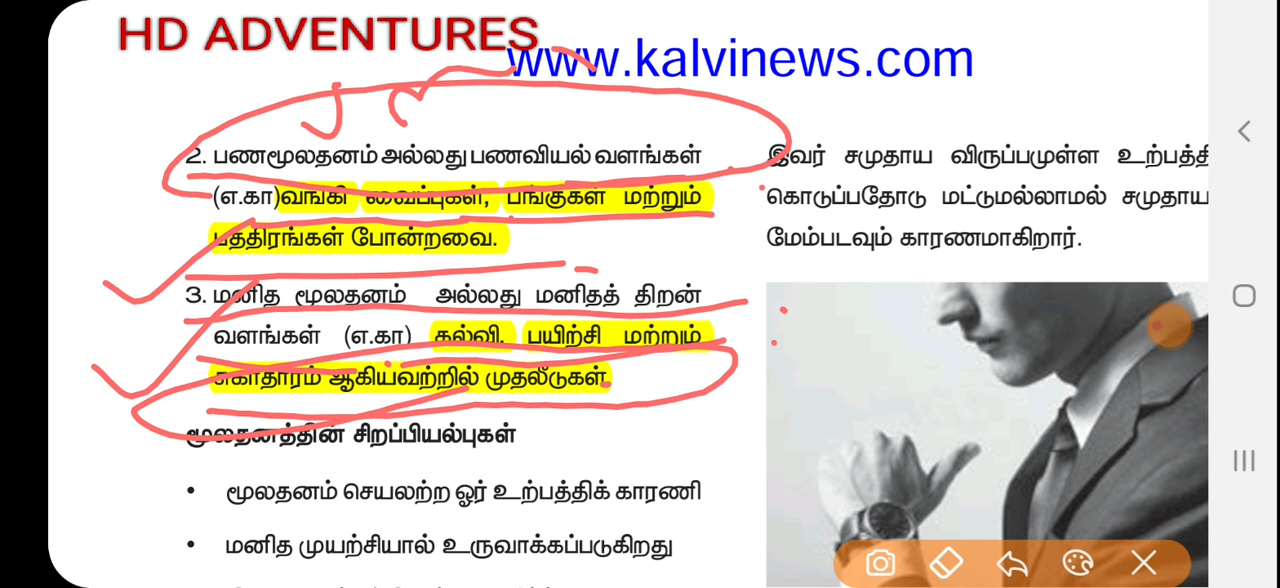 HD ADVENTURES
www.kalvinews.com
2. பணமூலதனம் அல்லது பணவியல் வளங்கள்
(எ.கா) வங்கி வைப்புகள், பங்குகள் மற்றும்
பத்திரங்கள் போன்றவை.
3. மனித மூலதனம் அல்லது மனிதத் திறன்
வளங்கள் (எ.கா) கல்வி, பயிற்சி மற்றும்
சுகாதாரம் ஆகியவற்றில் முதலீடுகள்.
மூலதனத்தின் சிறப்பியல்புகள்
• மூலதனம் செயலற்ற ஓர் உற்பத்திக் காரணி
• மனித முயற்சியால் உருவாக்கப்படுகிறது
இவர் சமுதாய விருப்பமுள்ள உற்பத்தி
கொடுப்பதோடு மட்டுமல்லாமல் சமுதாய
மேம்படவும் காரணமாகிறார்.